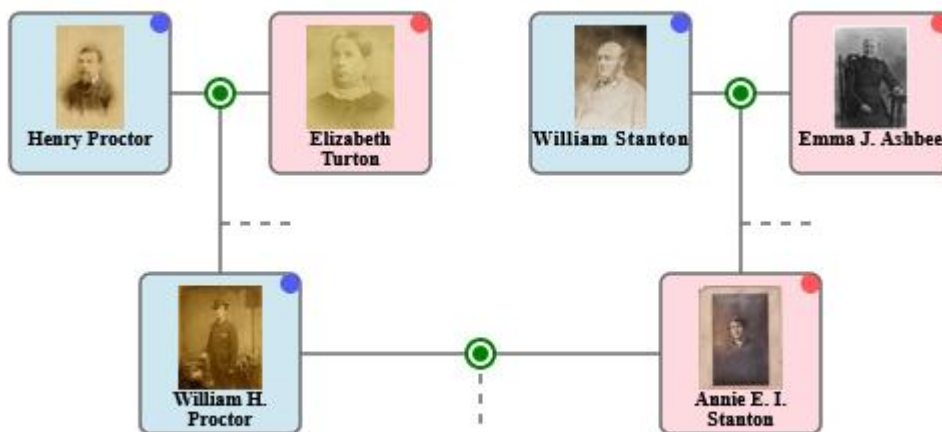 Henry Proctor
Elizabeth
Turton
William Stanton
Emma J. Ashbee
William H.
Proctor
Annie E. I.
Stanton